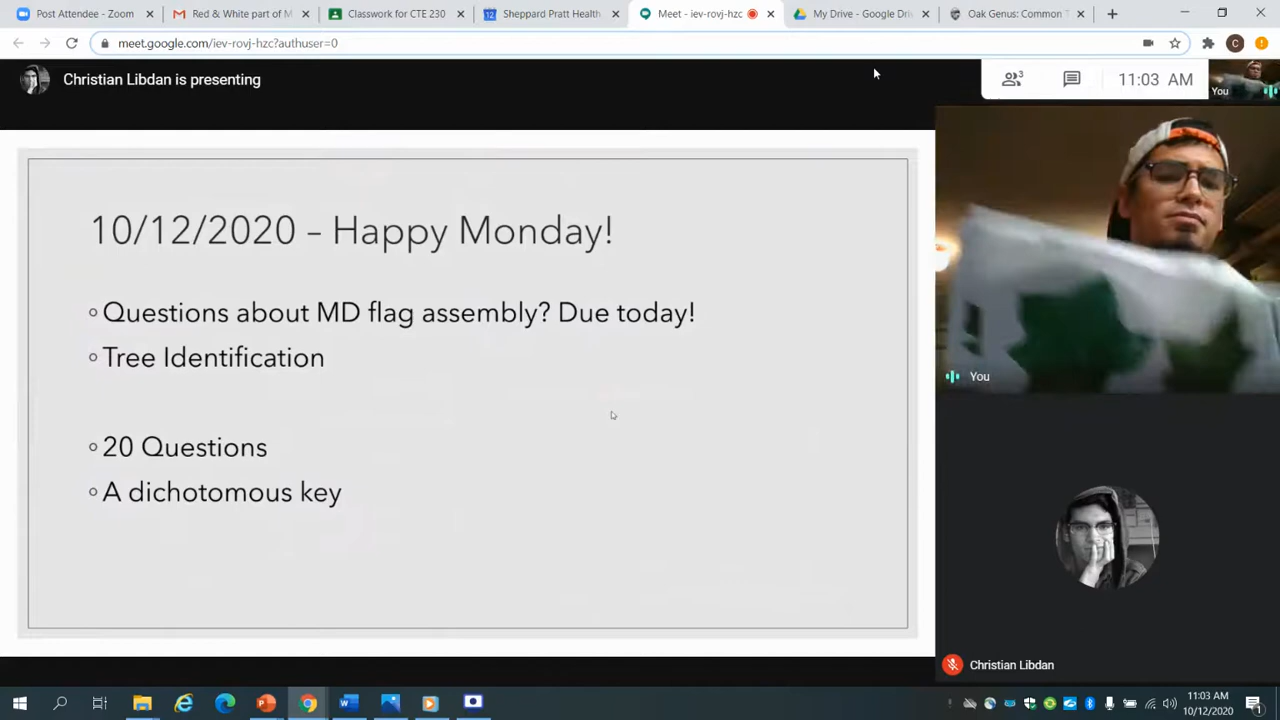 Post Attendee - Zoom
Red & White part of M
Classwork for CTE 230
Sheppard Pratt Health
Meet - iev-rovj-hzc
My Drive - Google Driv
Oak Genus: Common T
meet.google.com/iev-rovj-hzc?authuser=0
Christian Libdan is presenting
3
11:03 AM
You
10/12/2020 – Happy Monday!
Questions about MD flag assembly? Due today!
Tree Identification
20 Questions
A dichotomous key
You
Christian Libdan
11:03 AM
10/12/2020